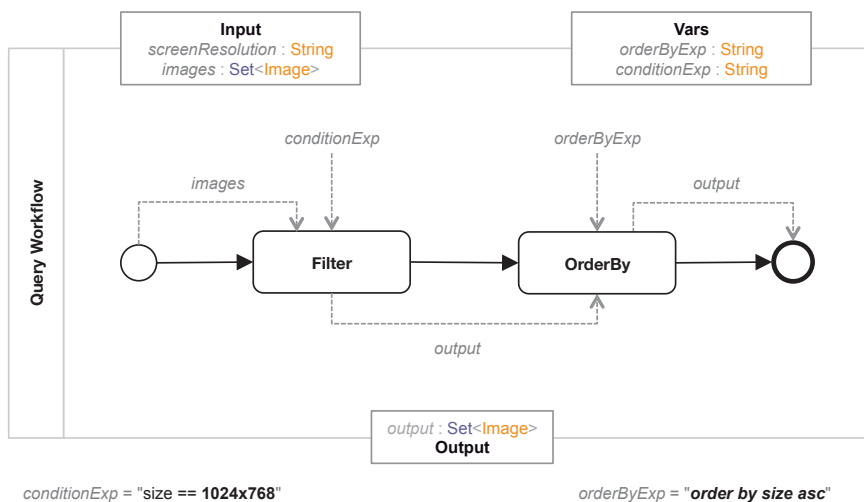 Input
screenResolution : String
images : Set<Image>
Vars
orderByExp : String
conditionExp : String
Query Workflow
conditionExp
orderByExp
images
output
Filter
OrderBy
output
output : Set<Image>
Output
conditionExp = "size == 1024x768"
orderByExp = "order by size asc"